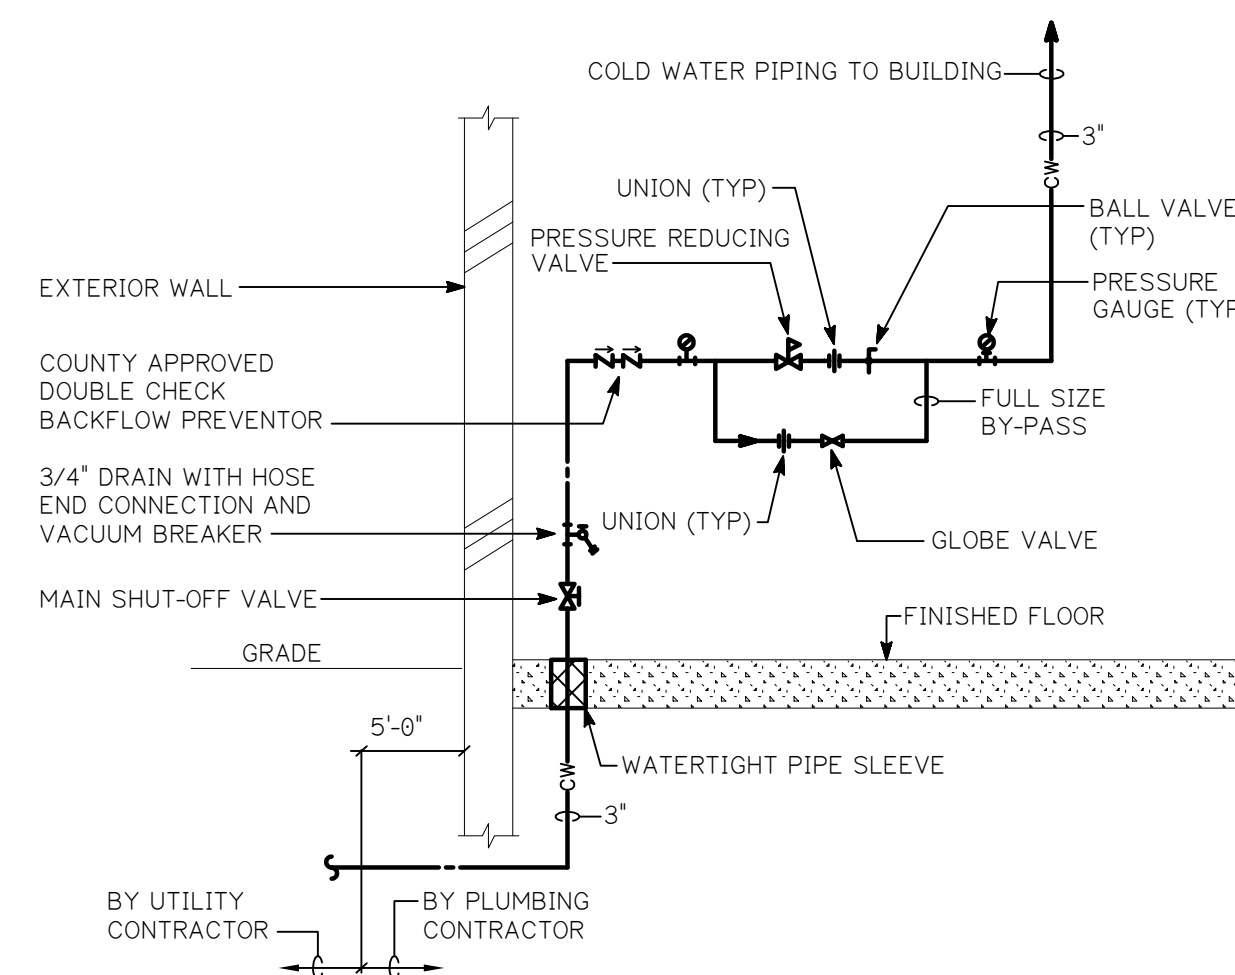 COLD WATER PIPING TO BUILDING
3"
CW
UNION (TYP)
BALL VALVE
(TYP)
PRESSURE REDUCING
VALVE
EXTERIOR WALL
PRESSURE
GAUGE (TYP
COUNTY APPROVED
DOUBLE CHECK
BACKFLOW PREVENTOR
FULL SIZE
BY-PASS
3/4" DRAIN WITH HOSE
END CONNECTION AND
VACUUM BREAKER
UNION (TYP)
GLOBE VALVE
MAIN SHUT-OFF VALVE
FINISHED FLOOR
GRADE
5'-0"
WATERTIGHT PIPE SLEEVE
CW
3"
BY UTILITY
CONTRACTOR
BY PLUMBING
CONTRACTOR